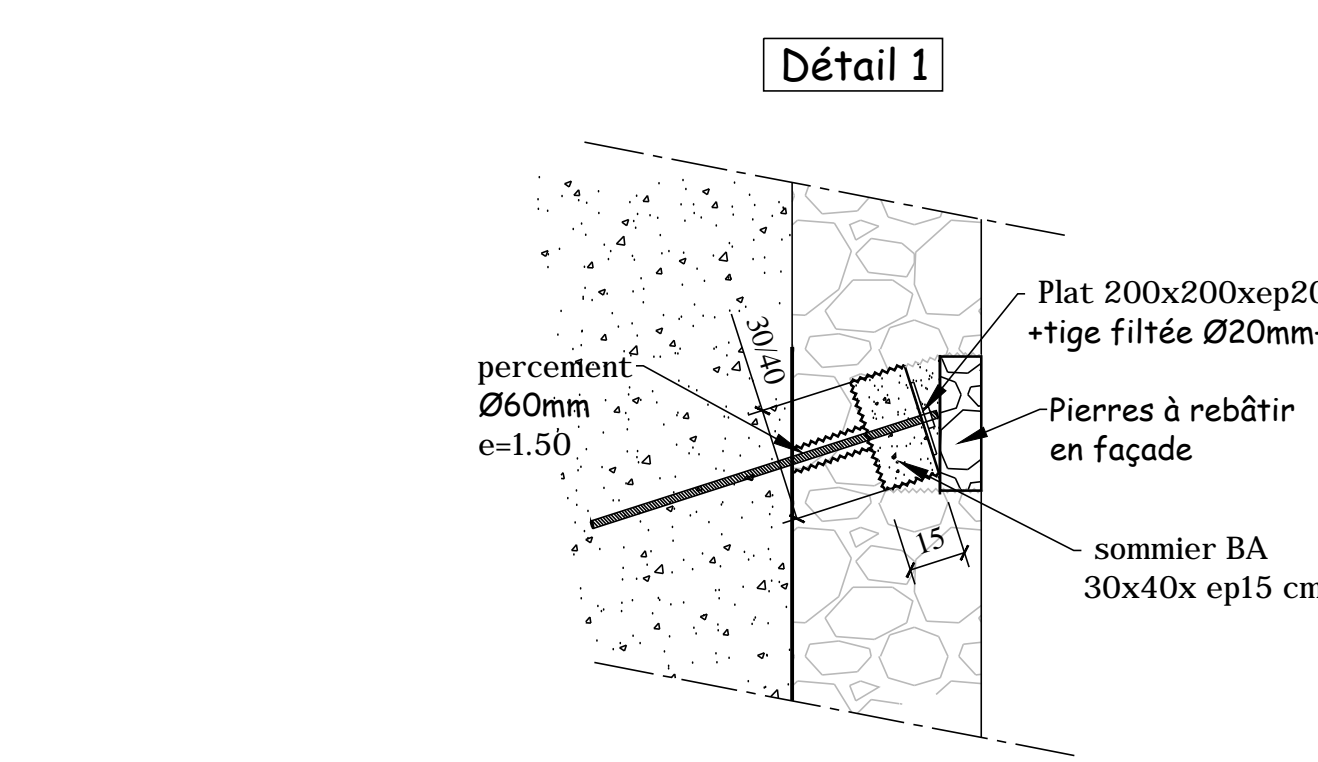 Détail 1
Plat 200x200xep20
+tige filtée Ø20mm
30/40
percement
Ø60mm
e=1.50
Pierres à rebâtir
en façade
15
sommier BA
30x40x ep15 cm